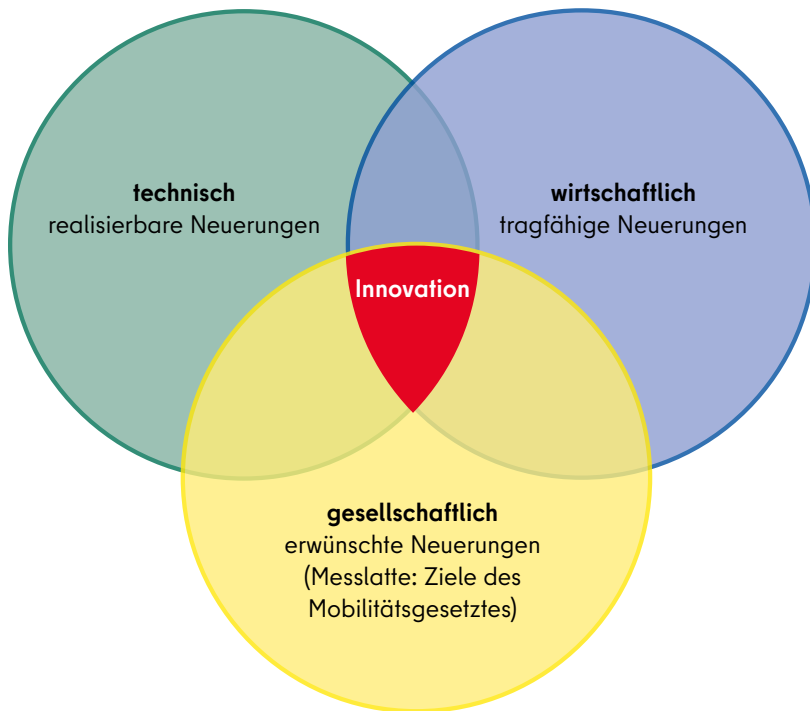 technisch
realisierbare Neuerungen
wirtschaftlich
tragfähige Neuerungen
Innovation
gesellschaftlich
erwünschte Neuerungen
(Messlatte: Ziele des
Mobilitätsgesetztes)